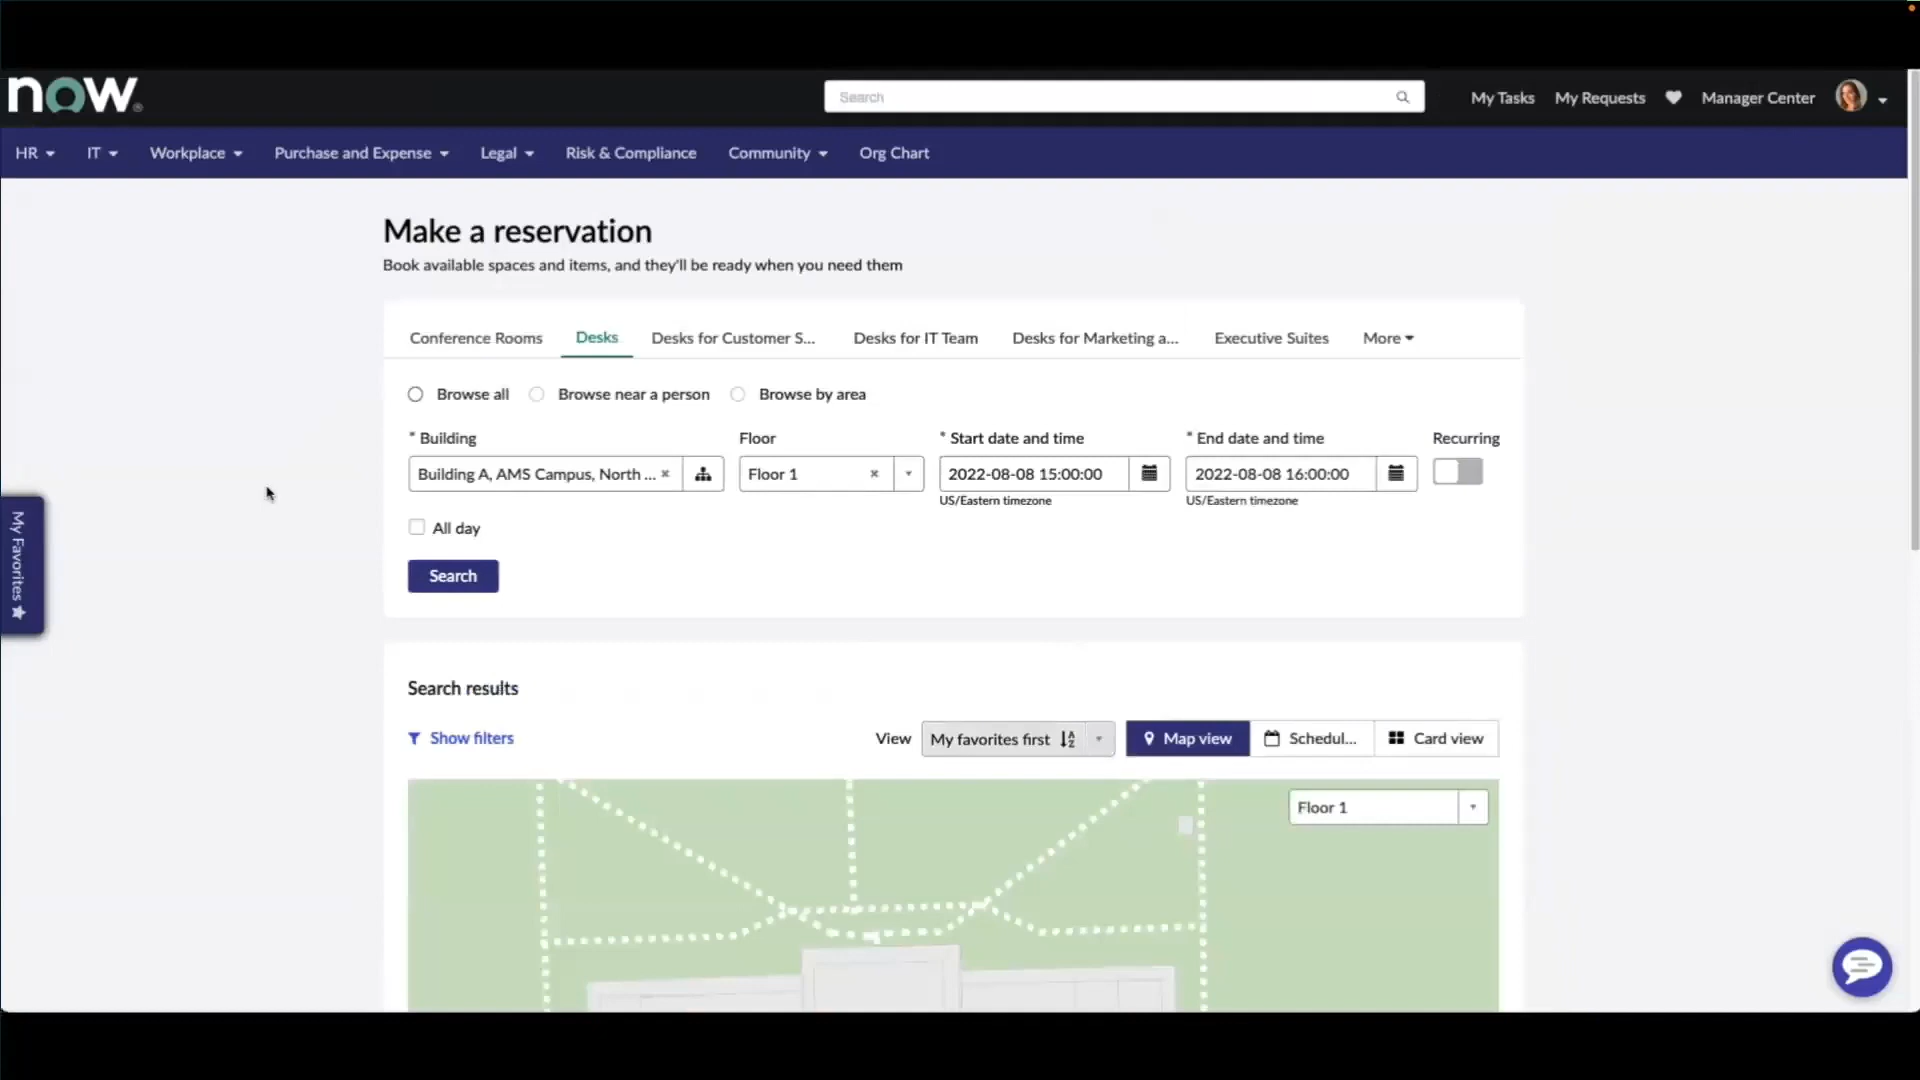 now
Search
My Tasks
My Requests
Manager Center
HR
IT
Workplace
Purchase and Expense
Legal
Risk & Compliance
Community
Org Chart
Make a reservation
Book available spaces and items, and they'll be ready when you need them
Conference Rooms
Desks
Desks for Customer S...
Desks for IT Team
Desks for Marketing a...
Executive Suites
More
Browse all
Browse near a person
Browse by area
* Building
Floor
* Start date and time
* End date and time
Recurring
Building A, AMS Campus, North ... ×
Floor 1 ×
2022-08-08 15:00:00
2022-08-08 16:00:00
US/Eastern timezone
US/Eastern timezone
All day
Search
My Favorites
Search results
Show filters
View
My favorites first
Map view
Schedul...
Card view
Floor 1